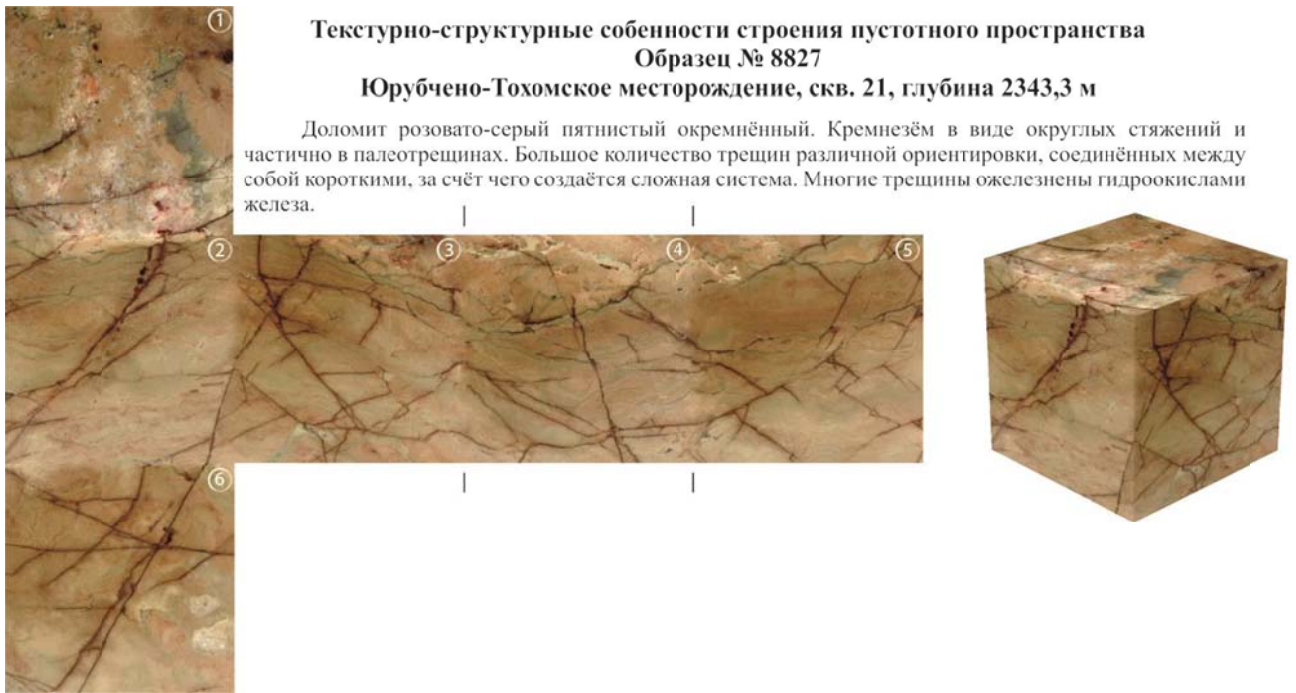 ①
Текстурно-структурные собенности строения пустотного пространства
Образец № 8827
Юрубчено-Тохомское месторождение, скв. 21, глубина 2343,3 м
Доломит розовато-серый пятнистый окремнённый. Кремнезём в виде округлых стяжений и
частично в палеотрещинах. Большое количество трещин различной ориентировки, соединённых между
собой короткими, за счёт чего создаётся сложная система. Многие трещины ожелезнены гидроокислами
железа.
② ③ ④ ⑤
⑥